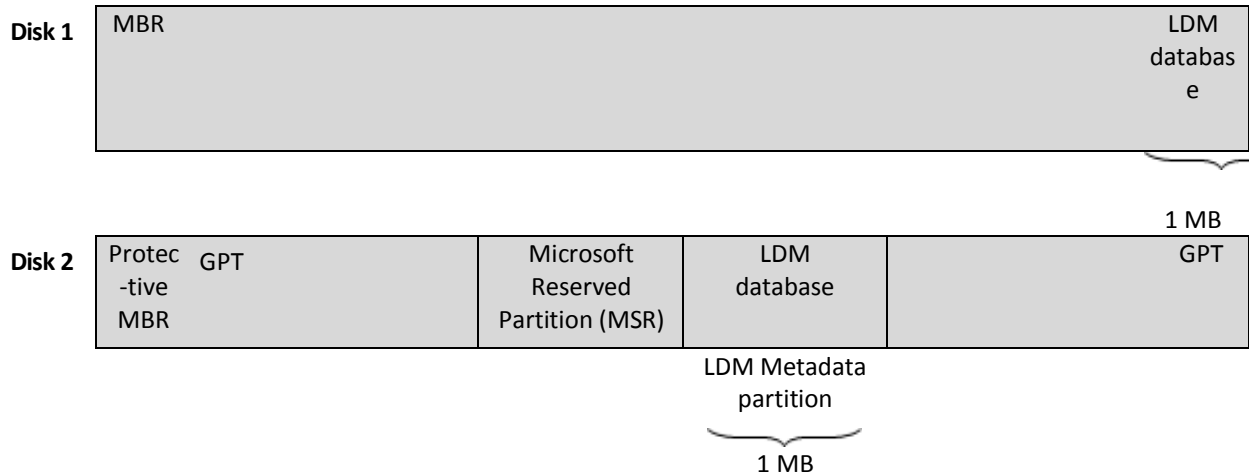 Disk 1
MBR
LDM
databas
e
1 MB
Disk 2
Protec
-tive
MBR
GPT
Microsoft
Reserved
Partition (MSR)
LDM
database
GPT
LDM Metadata
partition
1 MB